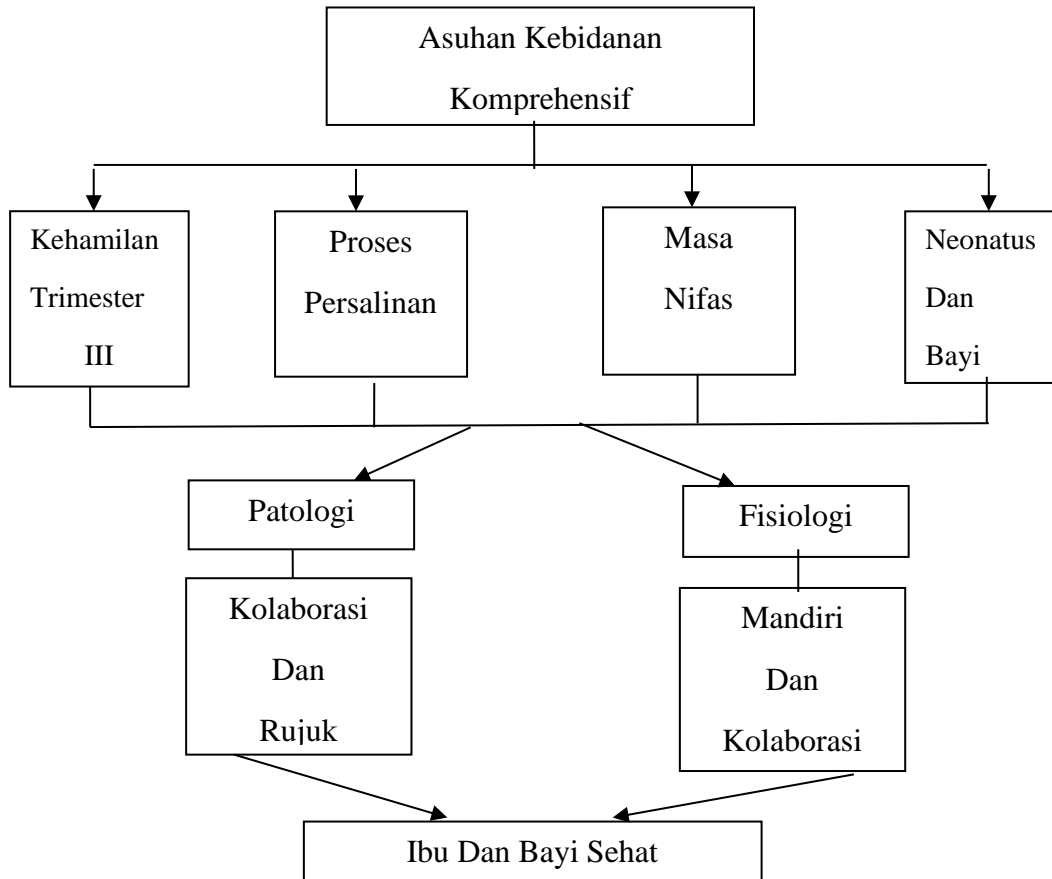 Asuhan Kebidanan
Komprehensif
Kehamilan
Trimester
III
Proses
Persalinan
Masa
Nifas
Neonatus
Dan
Bayi
Patologi
Fisiologi
Kolaborasi
Dan
Rujuk
Mandiri
Dan
Kolaborasi
Ibu Dan Bayi Sehat